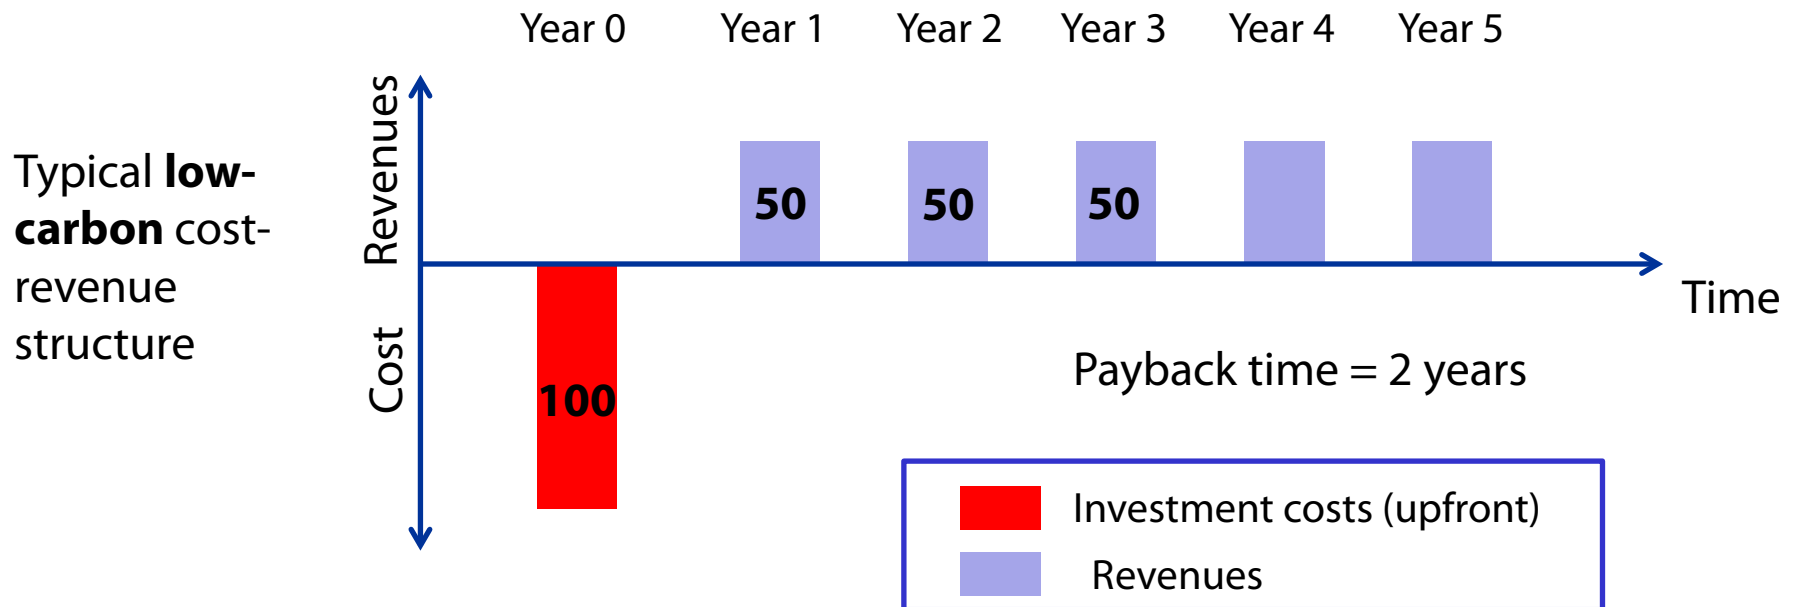 Year 0 Year 1 Year 2 Year 3 Year 4 Year 5
Typical low-
carbon cost-
revenue
structure
Revenues
Cost
50 50 50
100
Time
Payback time = 2 years
Investment costs (upfront)
Revenues